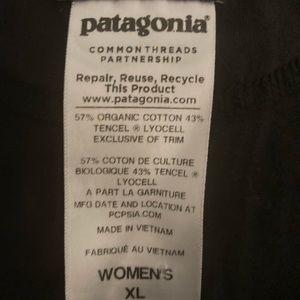 patagonia®
COMMON THREADS
PARTNERSHIP
Repair, Reuse, Recycle
This Product
www.patagonia.com
57% ORGANIC COTTON 43%
TENCEL ® LYOCELL
EXCLUSIVE OF TRIM
57% COTON DE CULTURE
BIOLOGIQUE 43% TENCEL ®
LYOCELL
A PART LA GARNITURE
MFG DATE AND LOCATION AT
PCPSIA.COM
MADE IN VIETNAM
FABRIQUÉ AU VIETNAM
WOMEN'S
XL